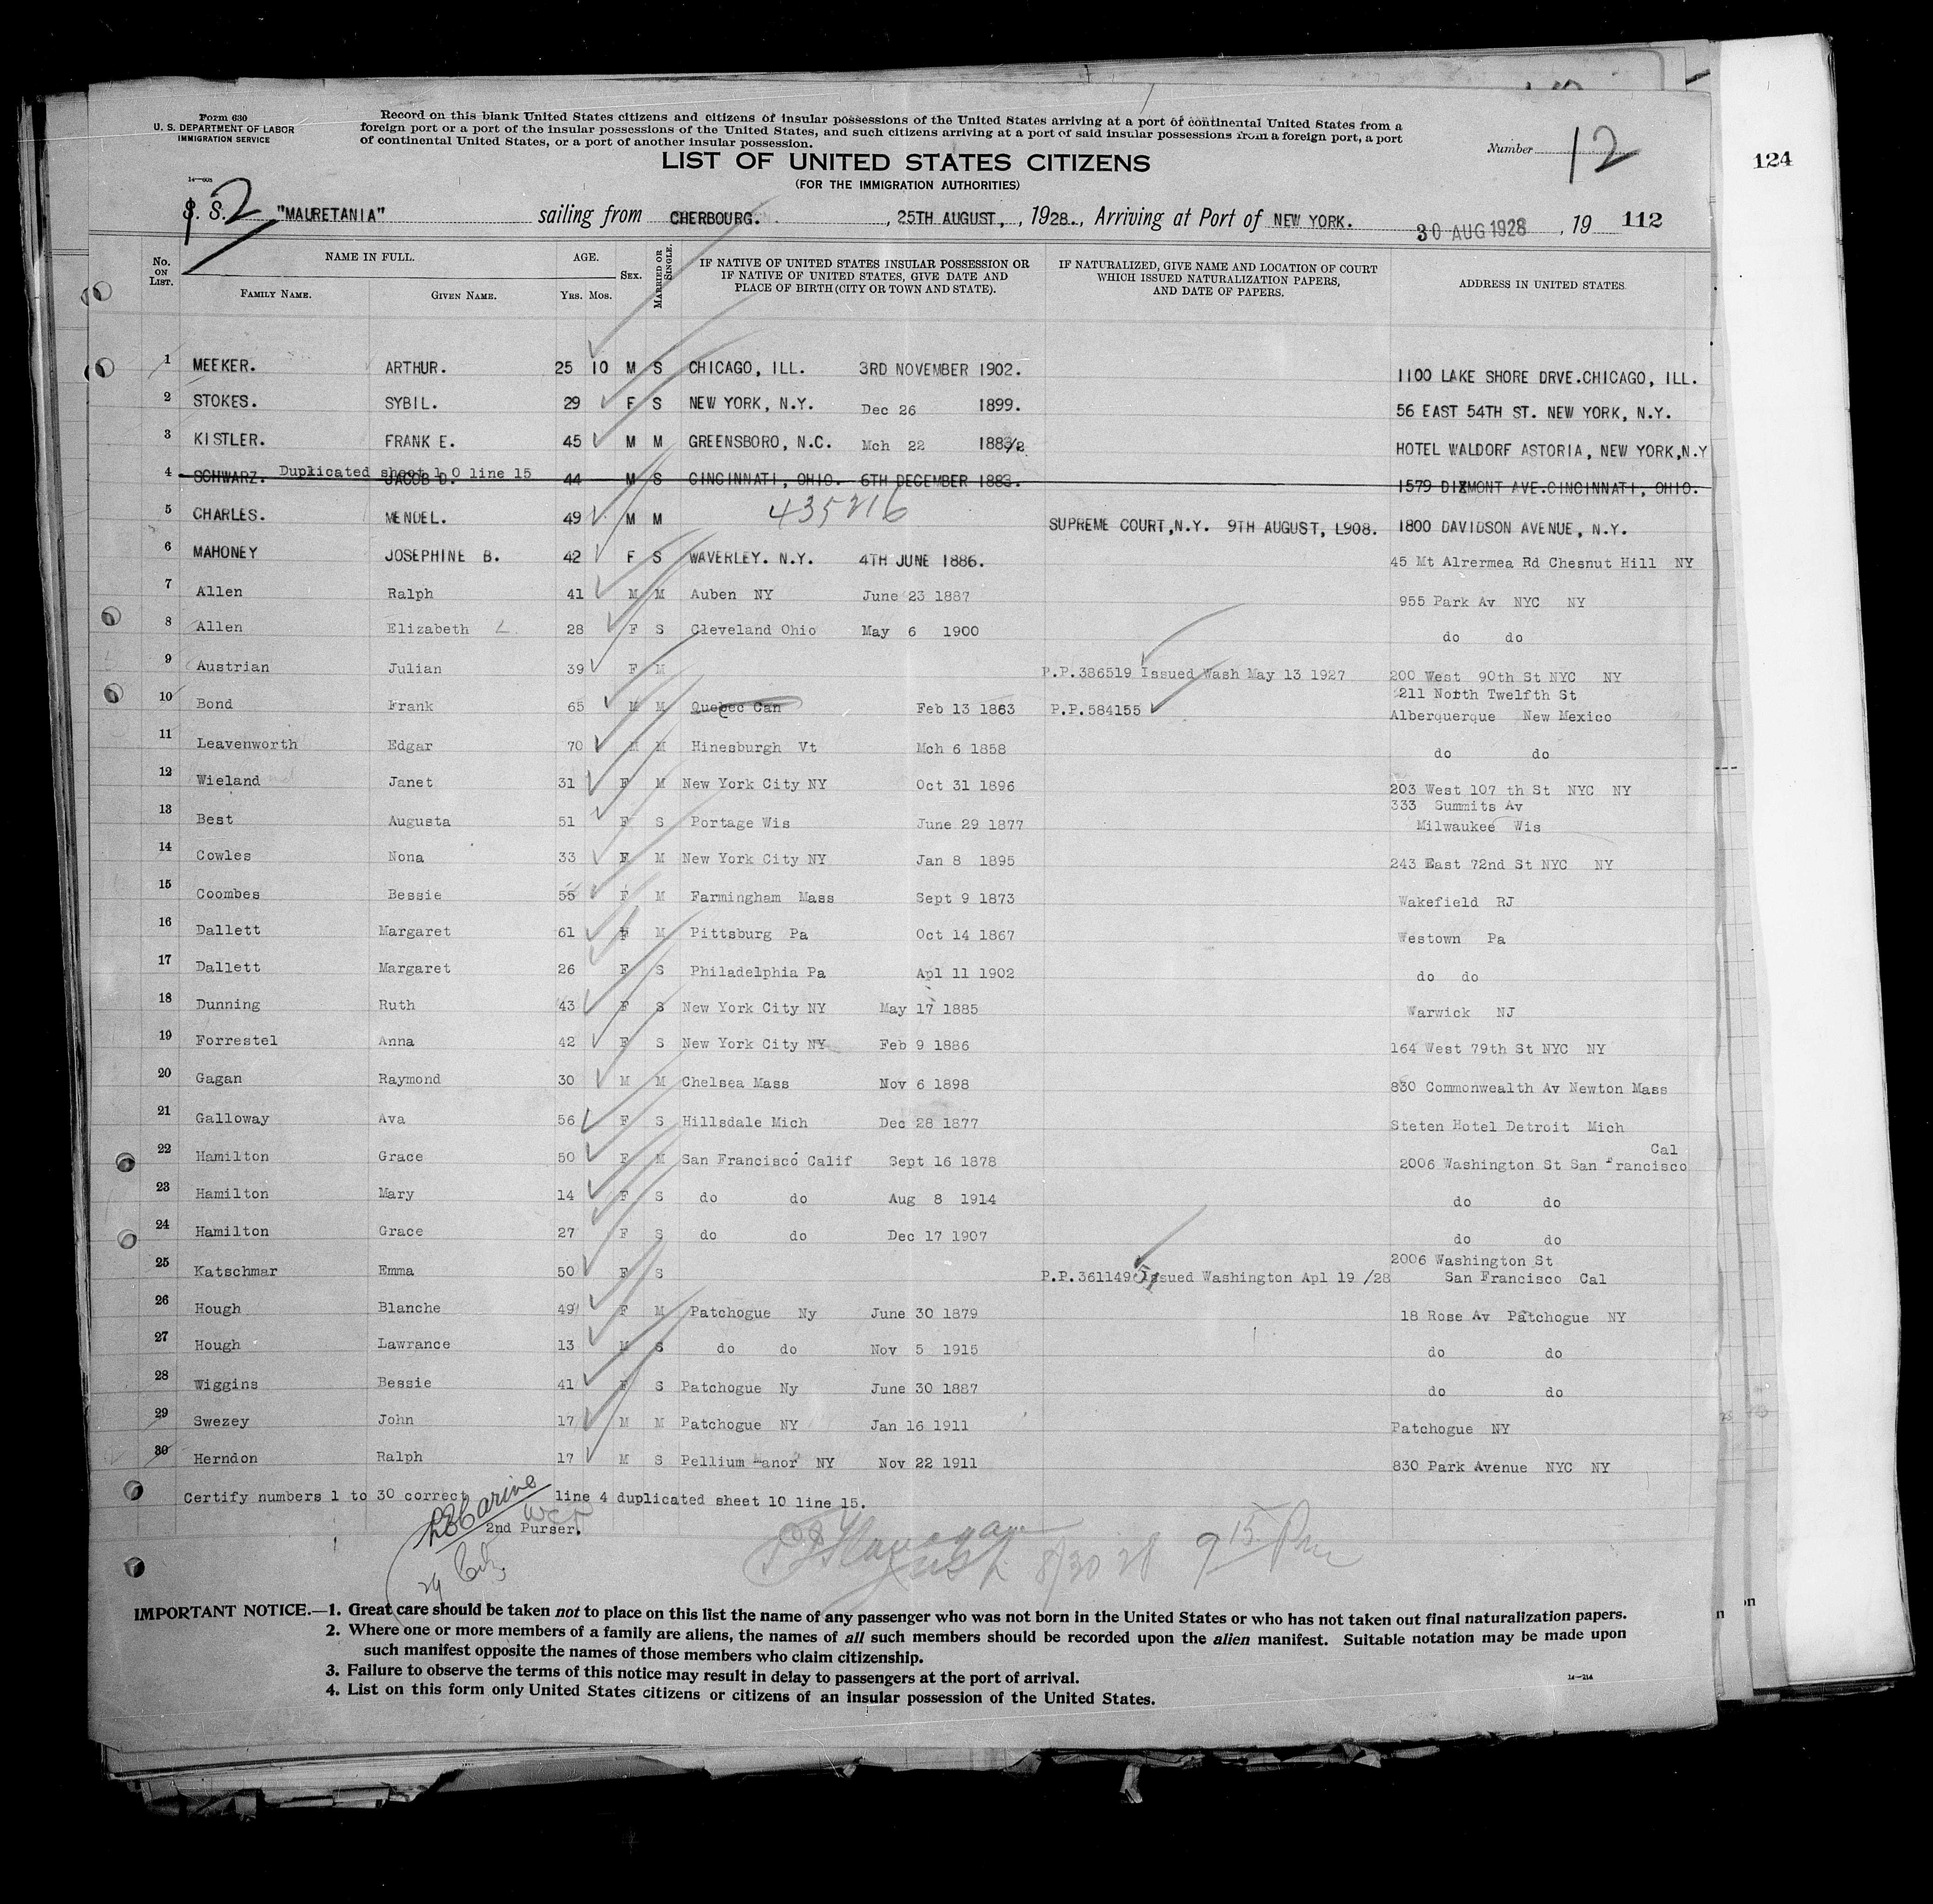 Form 630
U. S. DEPARTMENT OF LABOR
IMMIGRATION SERVICE
14—608
Record on this blank United States citizens and citizens of insular possessions of the United States arriving at a port of continental United States from a
foreign port or a port of the insular possessions of the United States, and such citizens arriving at a port of said insular possessions from a foreign port, a port
of continental United States, or a port of another insular possession.
LIST OF UNITED STATES CITIZENS
(FOR THE IMMIGRATION AUTHORITIES)
Number 12
124
S. S. 2 "MAURETANIA" sailing from CHERBOURG. , 25TH AUGUST, , 1928., Arriving at Port of NEW YORK. 30 AUG 1928 , 19 112
No. ON LIST. NAME IN FULL. AGE. SEX. MARRIED OR SINGLE. IF NATIVE OF UNITED STATES INSULAR POSSESSION OR IF NATIVE OF UNITED STATES, GIVE DATE AND PLACE OF BIRTH (CITY OR TOWN AND STATE). IF NATURALIZED, GIVE NAME AND LOCATION OF COURT WHICH ISSUED NATURALIZATION PAPERS, AND DATE OF PAPERS. ADDRESS IN UNITED STATES
FAMILY NAME. GIVEN NAME. Yrs. Mos.
1 MEEKER. ARTHUR. 25 10 M S CHICAGO, ILL. 3RD NOVEMBER 1902. 1100 LAKE SHORE DRVE.CHICAGO, ILL.
2 STOKES. SYBIL. 29 F S NEW YORK, N.Y. Dec 26 1899. 56 EAST 54TH ST. NEW YORK, N.Y.
3 KISTLER. FRANK E. 45 M M GREENSBORO, N.C. Mch 22 1883/2 HOTEL WALDORF ASTORIA, NEW YORK,N.Y
4 SCHWARZ. Duplicated sheet 10 line 15 JACOB D. 44 M S CINCINNATI, OHIO. 6TH DECEMBER 1883. 1579 DIXMONT AVE.CINCINNATI, OHIO.
435216
5 CHARLES. MENDEL. 49 M M SUPREME COURT,N.Y. 9TH AUGUST, L908. 1800 DAVIDSON AVENUE, N.Y.
6 MAHONEY JOSEPHINE B. 42 F S WAVERLEY. N.Y. 4TH JUNE 1886. 45 Mt Alrermea Rd Chesnut Hill NY
7 Allen Ralph 41 M M Auben NY June 23 1887 955 Park Av NYC NY
8 Allen Elizabeth L 28 F S Cleveland Ohio May 6 1900 do do
9 Austrian Julian 39 F M P.P.386519 Issued Wash May 13 1927 200 West 90th St NYC NY
10 Bond Frank 65 M M Quebec Can Feb 13 1863 P.P.584155 211 North Twelfth St
Alberquerque New Mexico
11 Leavenworth Edgar 70 M M Hinesburgh Vt Mch 6 1858 do do
12 Wieland Janet 31 F M New York City NY Oct 31 1896 203 West 107 th St NYC NY
13 Best Augusta 51 F S Portage Wis June 29 1877 333 Summits Av
Milwaukee Wis
14 Cowles Nona 33 F M New York City NY Jan 8 1895 243 East 72nd St NYC NY
15 Coombes Bessie 55 F M Farmingham Mass Sept 9 1873 Wakefield RJ
16 Dallett Margaret 61 F M Pittsburg Pa Oct 14 1867 Westown Pa
17 Dallett Margaret 26 F S Philadelphia Pa Apl 11 1902 do do
18 Dunning Ruth 43 F S New York City NY May 17 1885 Warwick NJ
19 Forrestel Anna 42 F S New York City NY Feb 9 1886 164 West 79th St NYC NY
20 Gagan Raymond 30 M M Chelsea Mass Nov 6 1898 830 Commonwealth Av Newton Mass
21 Galloway Ava 56 F S Hillsdale Mich Dec 28 1877 Steten Hotel Detroit Mich
22 Hamilton Grace 50 F M San Francisco Calif Sept 16 1878 2006 Washington St San Francisco Cal
23 Hamilton Mary 14 F S do do Aug 8 1914 do do
24 Hamilton Grace 27 F S do do Dec 17 1907 do do
25 Katschmar Emma 50 F S P.P.361149 51 Issued Washington Apl 19 /28 2006 Washington St
San Francisco Cal
26 Hough Blanche 49 F M Patchogue Ny June 30 1879 18 Rose Av Patchogue NY
27 Hough Lawrance 13 M S do do Nov 5 1915 do do
28 Wiggins Bessie 41 F S Patchogue Ny June 30 1887 do do
29 Swezey John 17 M M Patchogue NY Jan 16 1911 Patchogue NY
30 Herndon Ralph 17 M S Pellium Manor NY Nov 22 1911 830 Park Avenue NYC NY
Certify numbers 1 to 30 correct line 4 duplicated sheet 10 line 15.
2nd Purser.
29 Cit.
8/30 28 9 15 Pm
IMPORTANT NOTICE.—1. Great care should be taken not to place on this list the name of any passenger who was not born in the United States or who has not taken out final naturalization papers.
2. Where one or more members of a family are aliens, the names of all such members should be recorded upon the alien manifest. Suitable notation may be made upon
such manifest opposite the names of those members who claim citizenship.
3. Failure to observe the terms of this notice may result in delay to passengers at the port of arrival.
4. List on this form only United States citizens or citizens of an insular possession of the United States.
14—214